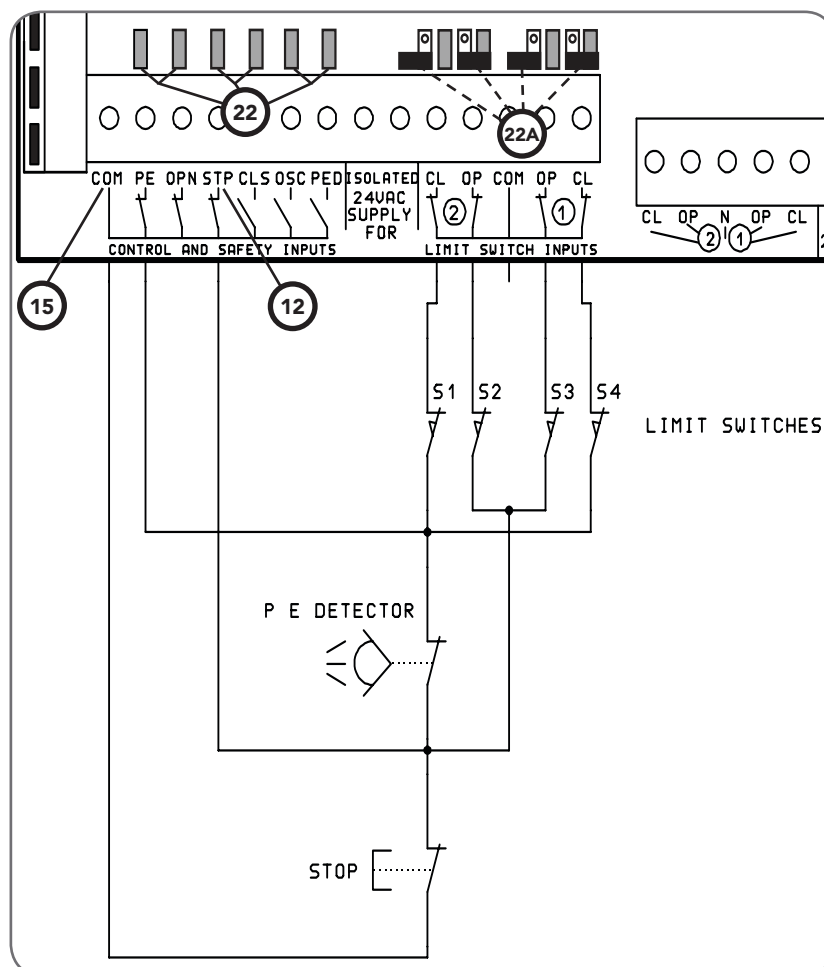 22
22A
COM PE OPN STP CLS OSC PED ISOLATED CL OP COM OP CL
24VAC
SUPPLY
FOR
2 1
CONTROL AND SAFETY INPUTS LIMIT SWITCH INPUTS
CL OP N OP CL
2 1
15
12
S1 S2 S3 S4
LIMIT SWITCHES
P E DETECTOR
STOP